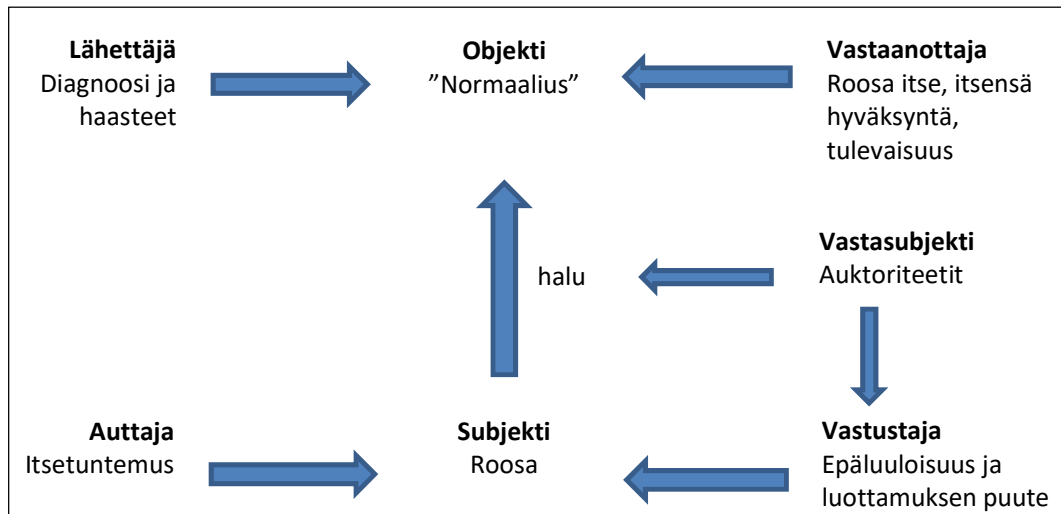 Lähettäjä
Diagnoosi ja
haasteet
Objekti
”Normaalius”
Vastaanottaja
Roosa itse, itsensä
hyväksyntä,
tulevaisuus
halu
Vastasubjekti
Auktoriteetit
Auttaja
Itsetuntemus
Subjekti
Roosa
Vastustaja
Epäluuloisuus ja
luottamuksen puute